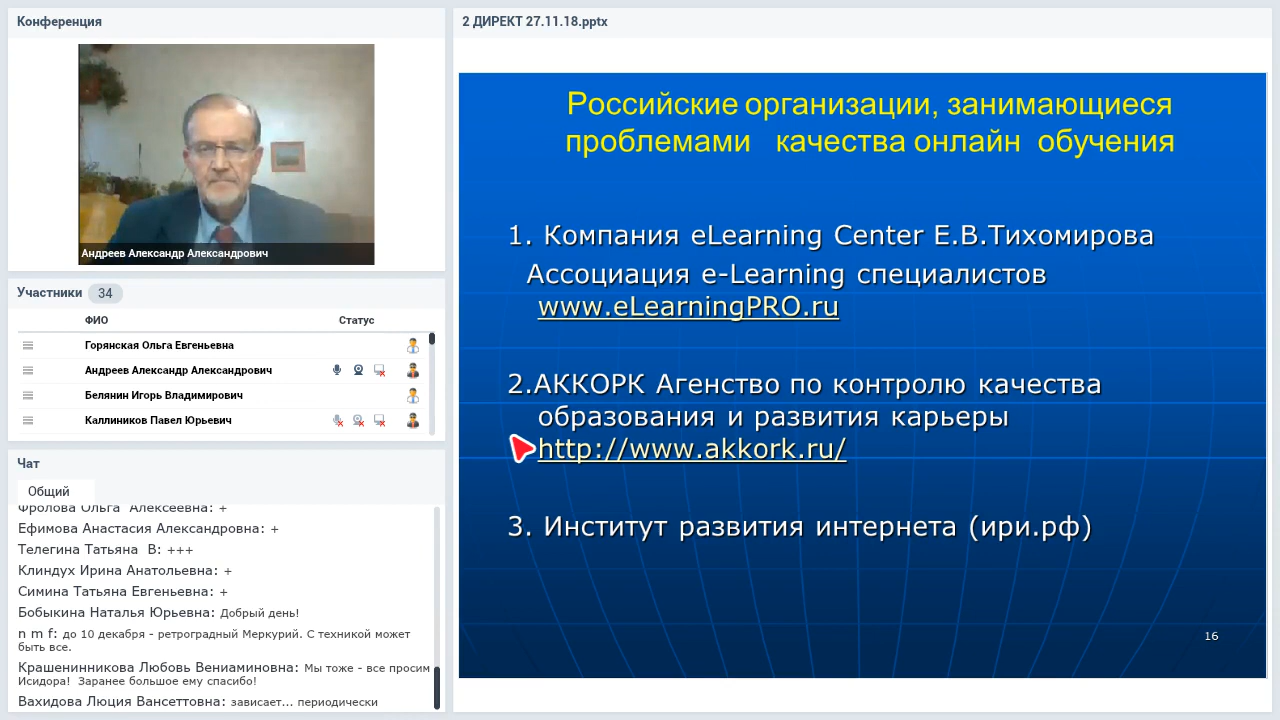 Конференция
Андреев Александр Александрович
Участники 34
ФИО Статус
Горянская Ольга Евгеньевна
Андреев Александр Александрович
Белянин Игорь Владимирович
Каллиников Павел Юрьевич
Чат
Общий
Фролова Ольга Алексеевна: +
Ефимова Анастасия Александровна: +
Телегина Татьяна В: +++
Клиндух Ирина Анатольевна: +
Симина Татьяна Евгеньевна: +
Бобыкина Наталья Юрьевна: Добрый день!
n m f: до 10 декабря - ретроградный Меркурий. С техникой может
быть все.
Крашенинникова Любовь Вениаминовна: Мы тоже - все просим
Исидора! Заранее большое ему спасибо!
Вахидова Люция Вансеттовна: зависает... периодически
2 ДИРЕКТ 27.11.18.pptx
Российские организации, занимающиеся
проблемами качества онлайн обучения
1. Компания eLearning Center Е.В.Тихомирова
Ассоциация e-Learning специалистов
www.eLearningPRO.ru
2.АККОРК Агенство по контролю качества
образования и развития карьеры
http://www.akkork.ru/
3. Институт развития интернета (ири.рф)
16